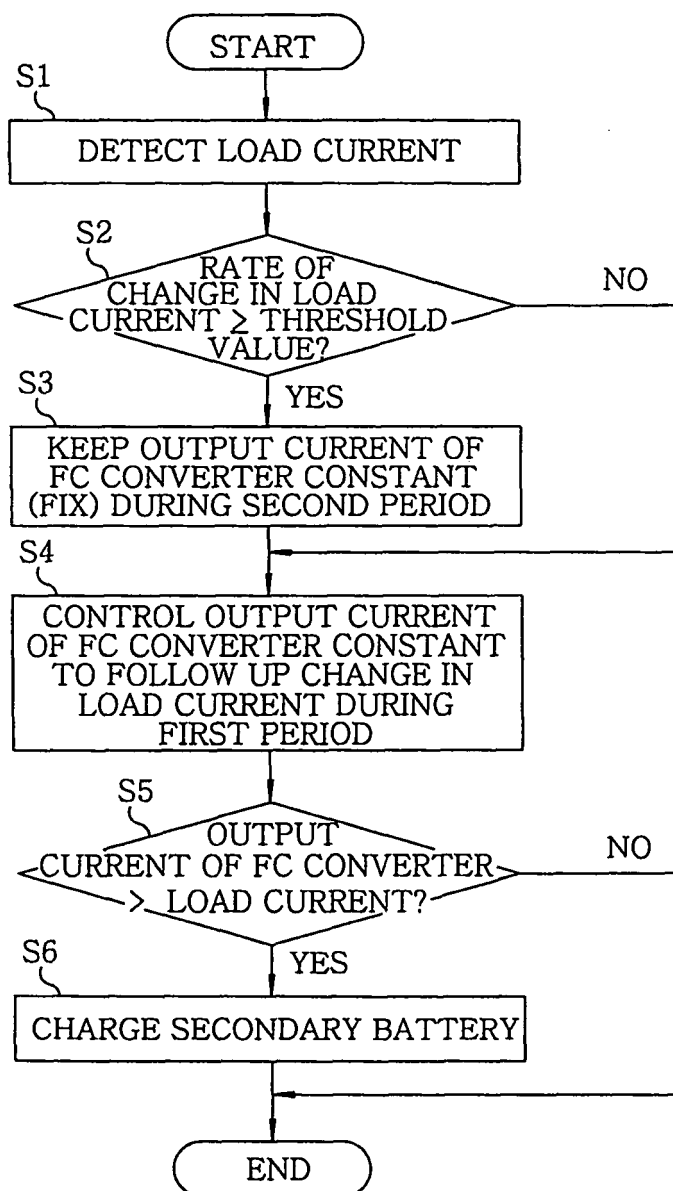 START
S1
DETECT LOAD CURRENT
S2
RATE OF
CHANGE IN LOAD
CURRENT ≥ THRESHOLD
VALUE?
NO
YES
S3
KEEP OUTPUT CURRENT OF
FC CONVERTER CONSTANT
(FIX) DURING SECOND PERIOD
S4
CONTROL OUTPUT CURRENT
OF FC CONVERTER CONSTANT
TO FOLLOW UP CHANGE IN
LOAD CURRENT DURING
FIRST PERIOD
S5
OUTPUT
CURRENT OF FC CONVERTER
> LOAD CURRENT?
NO
YES
S6
CHARGE SECONDARY BATTERY
END